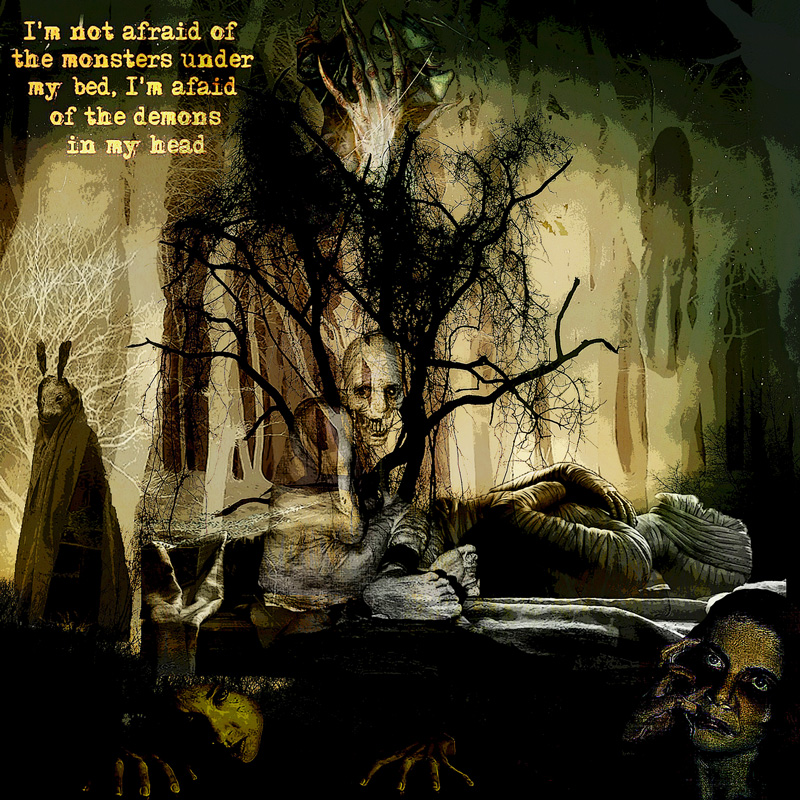 I'm not afraid of
the monsters under
my bed, I'm afaid
of the demons
in my head